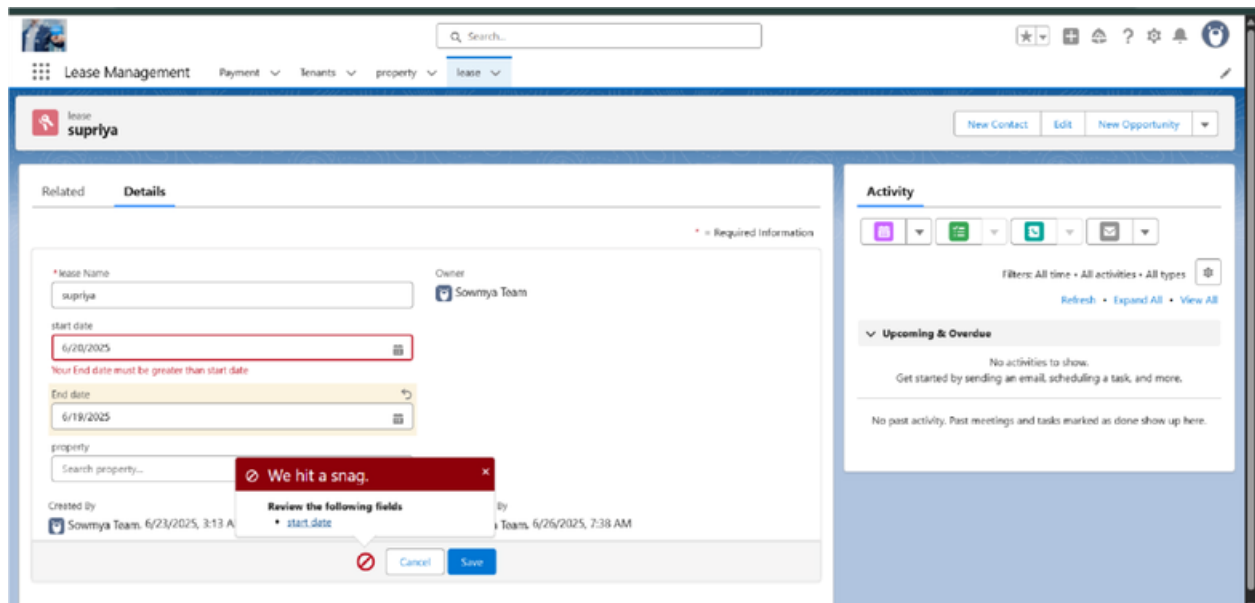 Search...
Lease Management Payment Tenants property lease
lease
supriya
New Contact Edit New Opportunity
Related Details
* = Required Information
*lease Name
supriya
Owner
Sowmya Team
start date
6/20/2025
Your End date must be greater than start date
End date
6/19/2025
property
Search property...
We hit a snag.
Review the following fields
• start date
Created By
Sowmya Team, 6/23/2025, 3:13 A
By
Team, 6/26/2025, 7:38 AM
Cancel Save
Activity
Filters: All time • All activities • All types
Refresh • Expand All • View All
Upcoming & Overdue
No activities to show.
Get started by sending an email, scheduling a task, and more.
No past activity. Past meetings and tasks marked as done show up here.